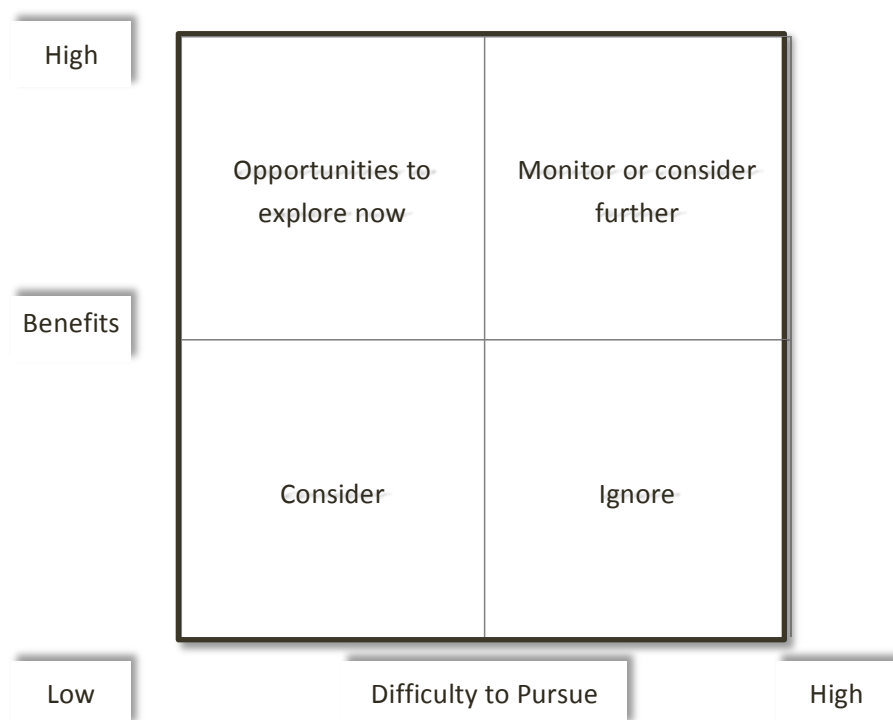 High
Opportunities to
explore now
Monitor or consider
further
Benefits
Consider
Ignore
Low
Difficulty to Pursue
High